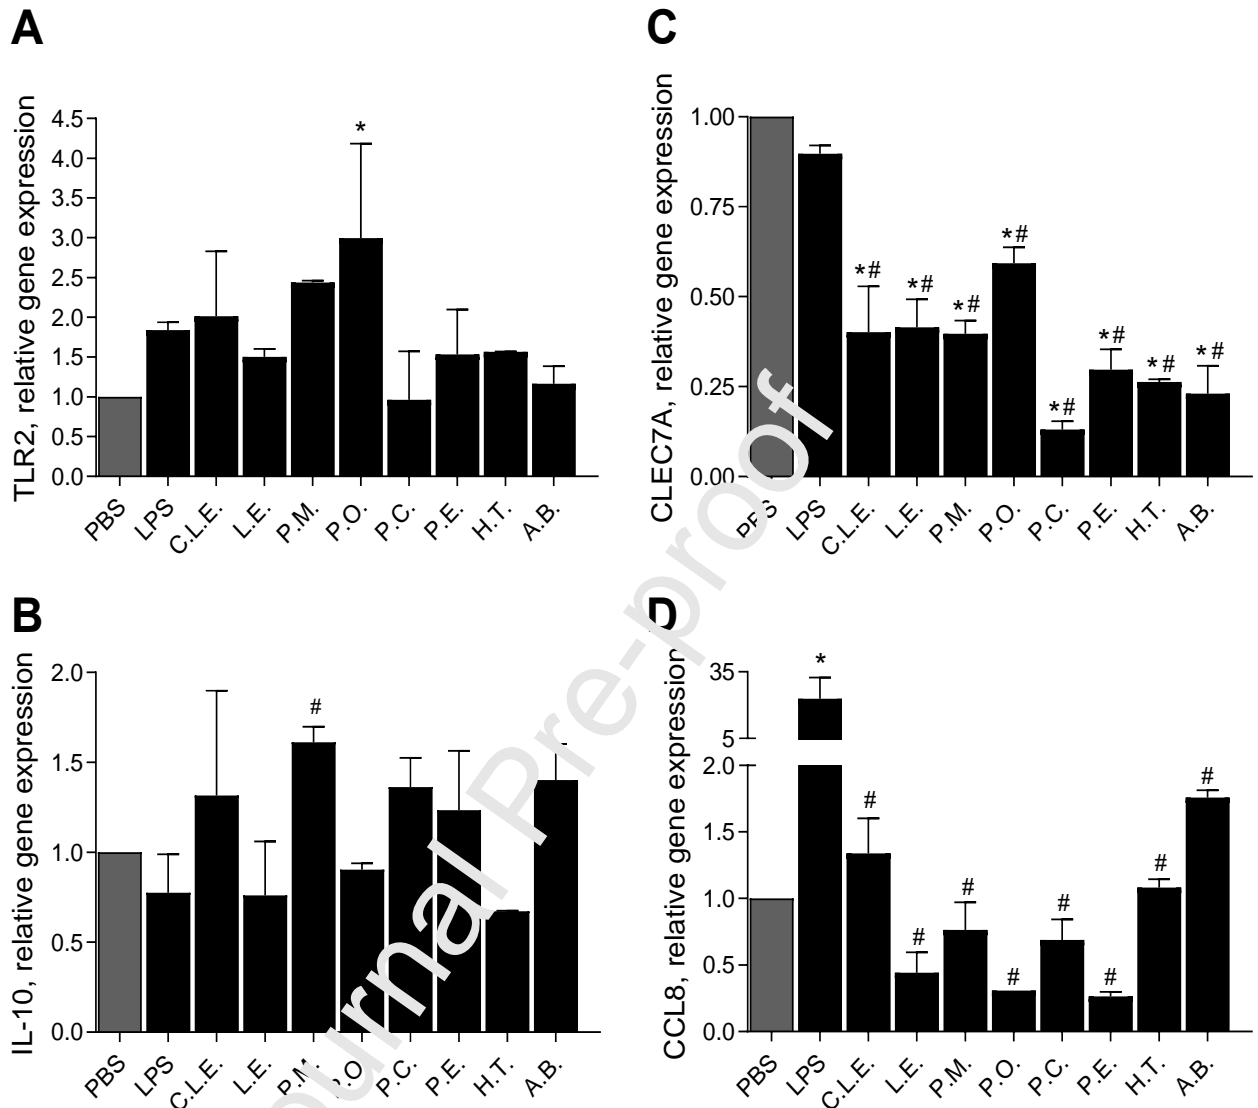 A
TLR2, relative gene expression
4.5
4.0
3.5
3.0
2.5
2.0
1.5
1.0
0.5
0.0
*
PBS
LPS
C.L.E.
L.E.
P.M.
P.O.
P.C.
P.E.
H.T.
A.B.
C
CLEC7A, relative gene expression
1.00
0.75
0.50
0.25
0.00
*#
*#
*#
*#
*#
*#
*#
*#
PBS
LPS
C.L.E.
L.E.
P.M.
P.O.
P.C.
P.E.
H.T.
A.B.
B
IL-10, relative gene expression
2.0
1.5
1.0
0.5
0.0
#
PBS
LPS
C.L.E.
L.E.
P.M.
P.O.
P.C.
P.E.
H.T.
A.B.
D
CCL8, relative gene expression
35
5
2.0
1.5
1.0
0.5
0.0
*
#
#
#
#
#
#
#
#
PBS
LPS
C.L.E.
L.E.
P.M.
P.O.
P.C.
P.E.
H.T.
A.B.
ournal Pre-proof